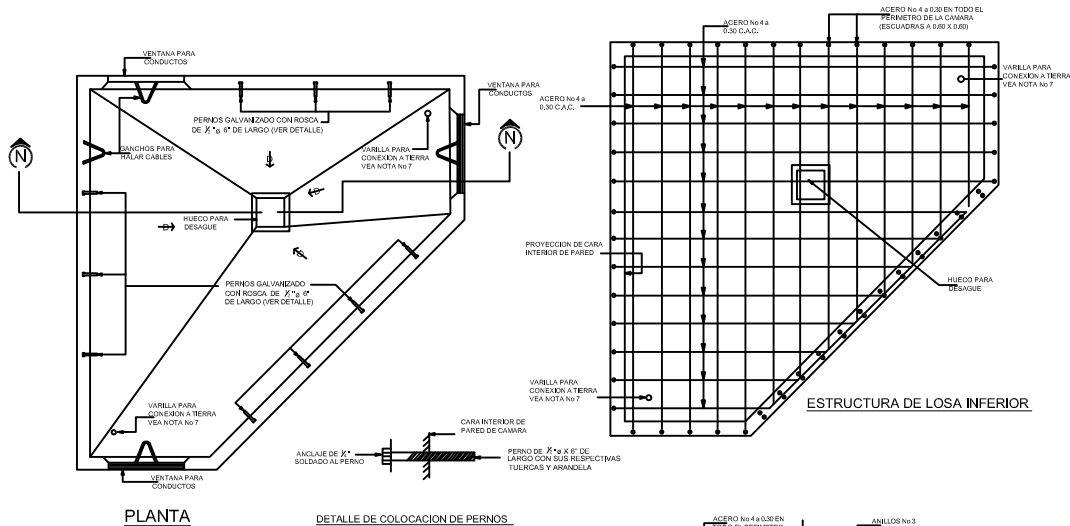 VENTANA PARA
CONDUCTOS
VENTANA PARA
CONDUCTOS
PERNOS GALVANIZADO CON ROSCA
DE ½"ø 6" DE LARGO (VER DETALLE)
GANCHOS PARA
HALAR CABLES
VARILLA PARA
CONEXION A TIERRA
VEA NOTA No 7
N
N
D
D
D
D
HUECO PARA
DESAGUE
PERNOS GALVANIZADO
CON ROSCA DE ½"ø 6"
DE LARGO (VER DETALLE)
VARILLA PARA
CONEXION A TIERRA
VEA NOTA No 7
VENTANA PARA
CONDUCTOS
PLANTA
CARA INTERIOR DE
PARED DE CAMARA
ANCLAJE DE
SOLDADO AL PERNO
PERNO DE ½"ø X 6" DE
LARGO CON SUS RESPECTIVAS
TUERCAS Y ARANDELA
DETALLE DE COLOCACION DE PERNOS
ACERO No 4 a
0.30 C.A.C.
ACERO No 4 a 0.30 EN TODO EL
PERIMETRO DE LA CAMARA
(ESCUADRAS A 0.60 X 0.60)
VARILLA PARA
CONEXION A TIERRA
VEA NOTA No 7
ACERO No 4 a
0.30 C.A.C.
PROYECCION DE CARA
INTERIOR DE PARED
HUECO PARA
DESAGUE
VARILLA PARA
CONEXION A TIERRA
VEA NOTA No 7
ESTRUCTURA DE LOSA INFERIOR
ACERO No 4 a 0.30 EN
TODO EL PERIMETRO
ANILLOS No 3